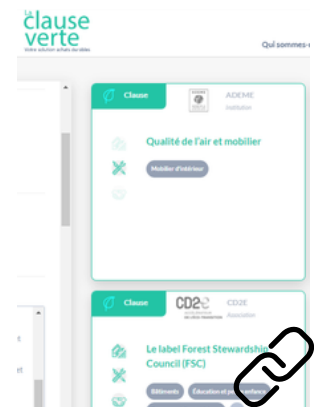 La
clause
verte
Votre solution achats durables
Qui sommes-
Clause
ADEME
Institution
Qualité de l'air et mobilier
Mobilier d'intérieur
Clause
CD2E
CD2E
Association
Le label Forest Stewardship
Council (FSC)
Bâtiments
Éducation et
enfance